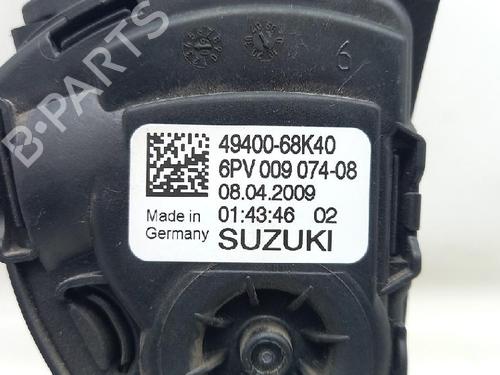 B-PARTS
6
49400-68K40
6PV 009 074-08
08.04.2009
Made in 01:43:46 02
Germany SUZUKI